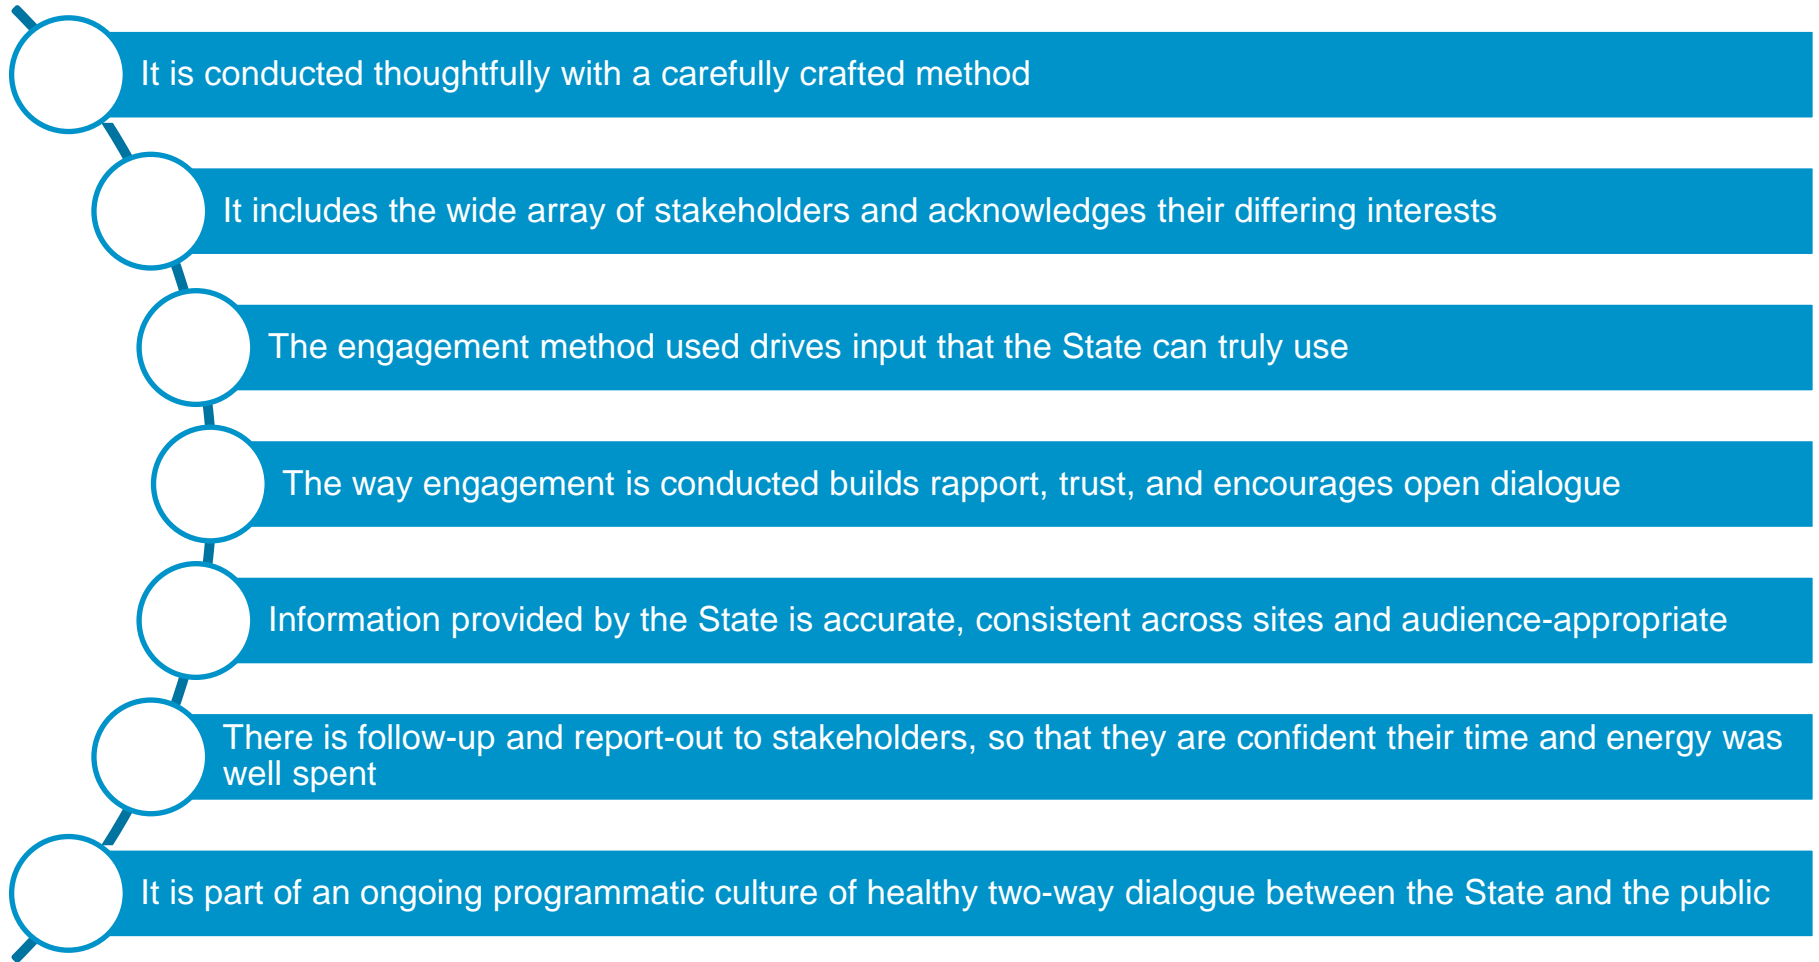 It is conducted thoughtfully with a carefully crafted method
It includes the wide array of stakeholders and acknowledges their differing interests
The engagement method used drives input that the State can truly use
The way engagement is conducted builds rapport, trust, and encourages open dialogue
Information provided by the State is accurate, consistent across sites and audience-appropriate
There is follow-up and report-out to stakeholders, so that they are confident their time and energy was
well spent
It is part of an ongoing programmatic culture of healthy two-way dialogue between the State and the public